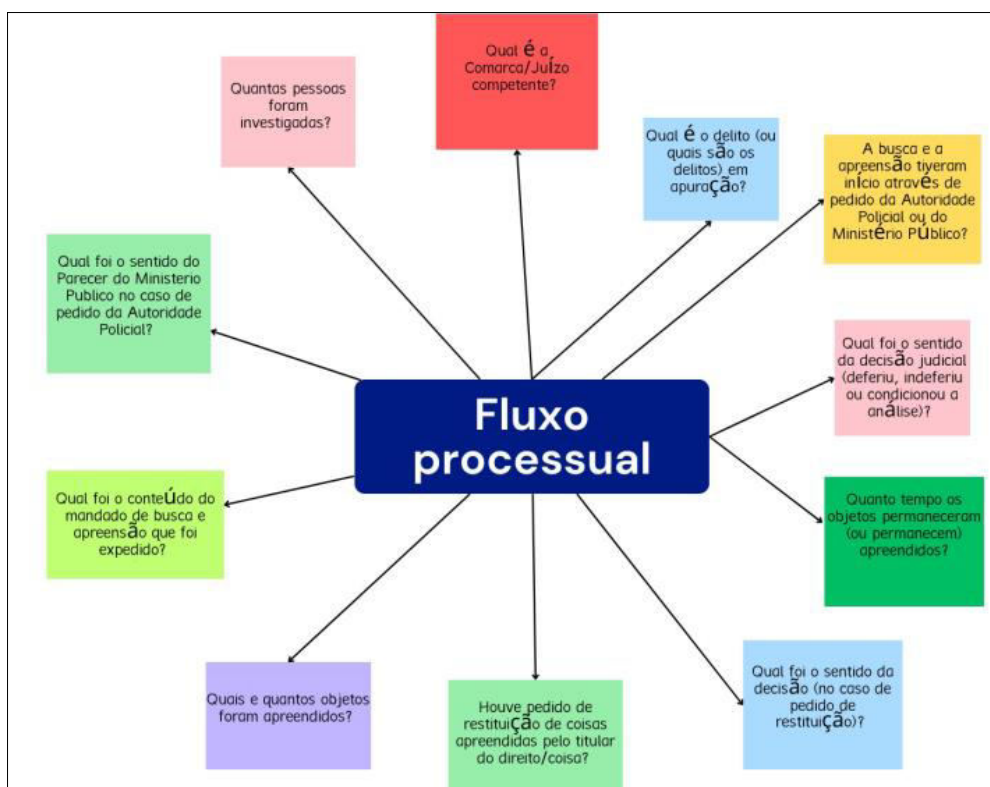 Qual é a
Comarca/Juízo
competente?
Quantas pessoas
foram
investigadas?
Qual é o delito (ou
quais são os
delitos) em
apuração?
A busca e a
apreensão tiveram
início através de
pedido da Autoridade
Policial ou do
Ministério Público?
Qual foi o sentido do
Parecer do Ministerio
Publico no caso de
pedido da Autoridade
Policial?
Qual foi o sentido
da decisão judicial
(deferiu, indeferiu
ou condicionou a
análise)?
Fluxo
processual
Qual foi o conteúdo do
mandado de busca e
apreensão que foi
expedido?
Quanto tempo os
objetos permaneceram
(ou permanecem)
apreendidos?
Quais e quantos objetos
foram apreendidos?
Houve pedido de
restituição de coisas
apreendidas pelo titular
do direito/coisa?
Qual foi o sentido da
decisão (no caso de
pedido de
restituição)?